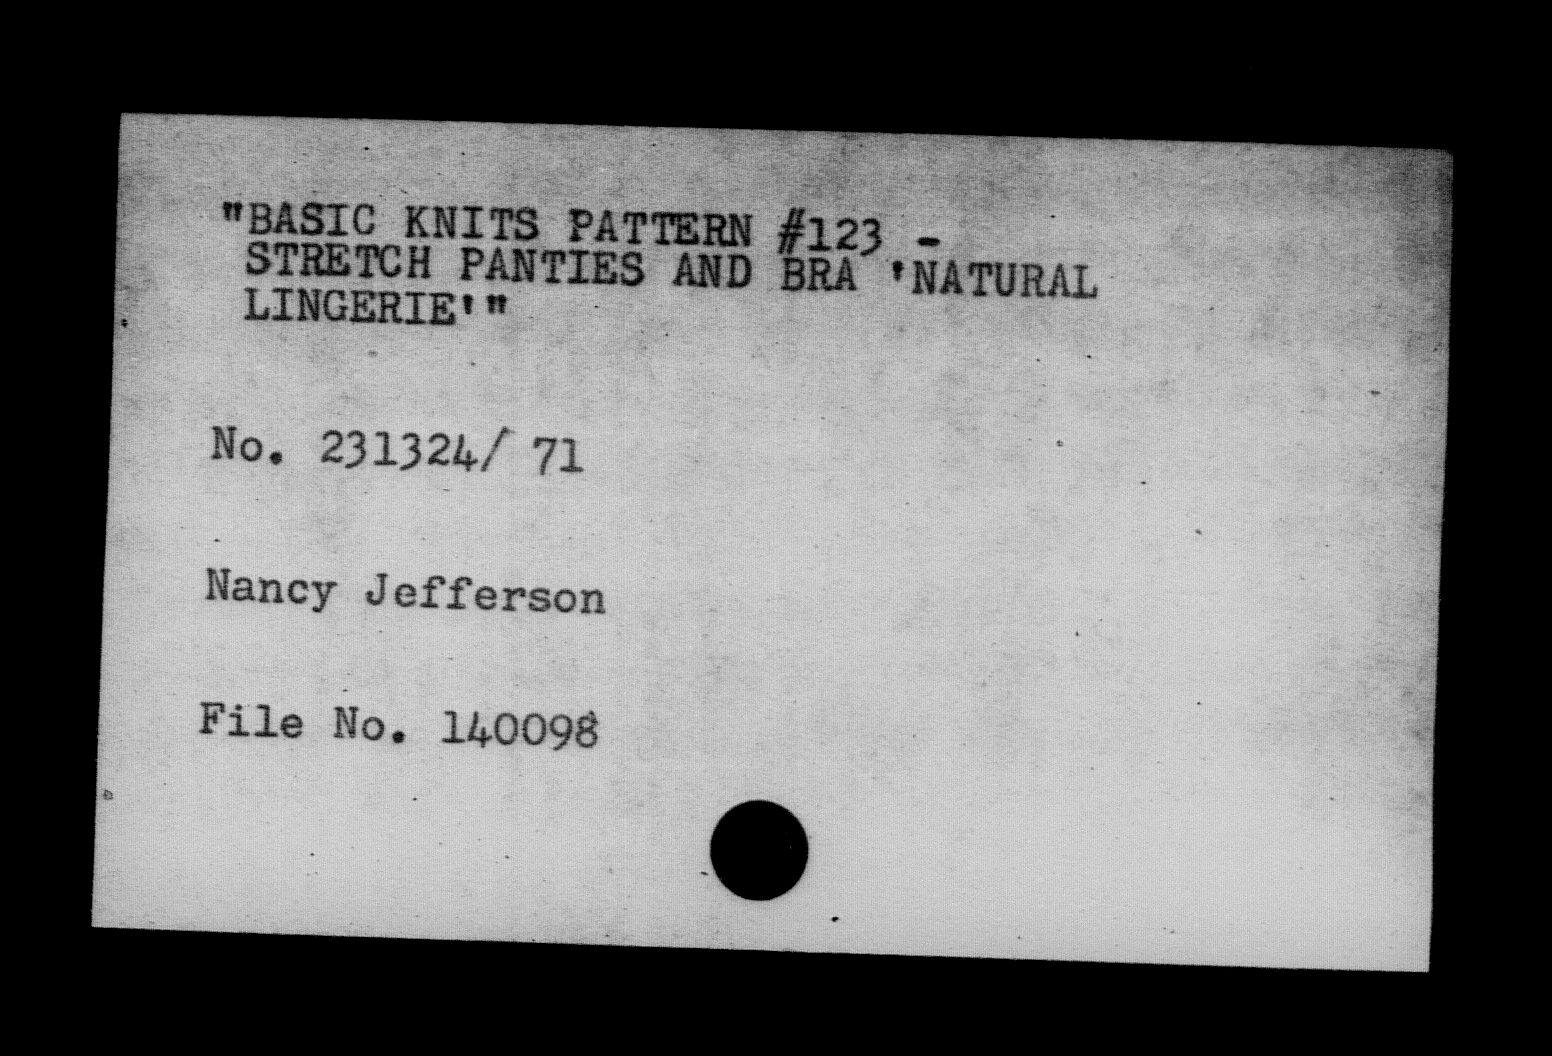 "BASIC KNITS PATTERN #123 -
STRETCH PANTIES AND BRA 'NATURAL
LINGERIE'"
No. 231324/ 71
Nancy Jefferson
File No. 140098